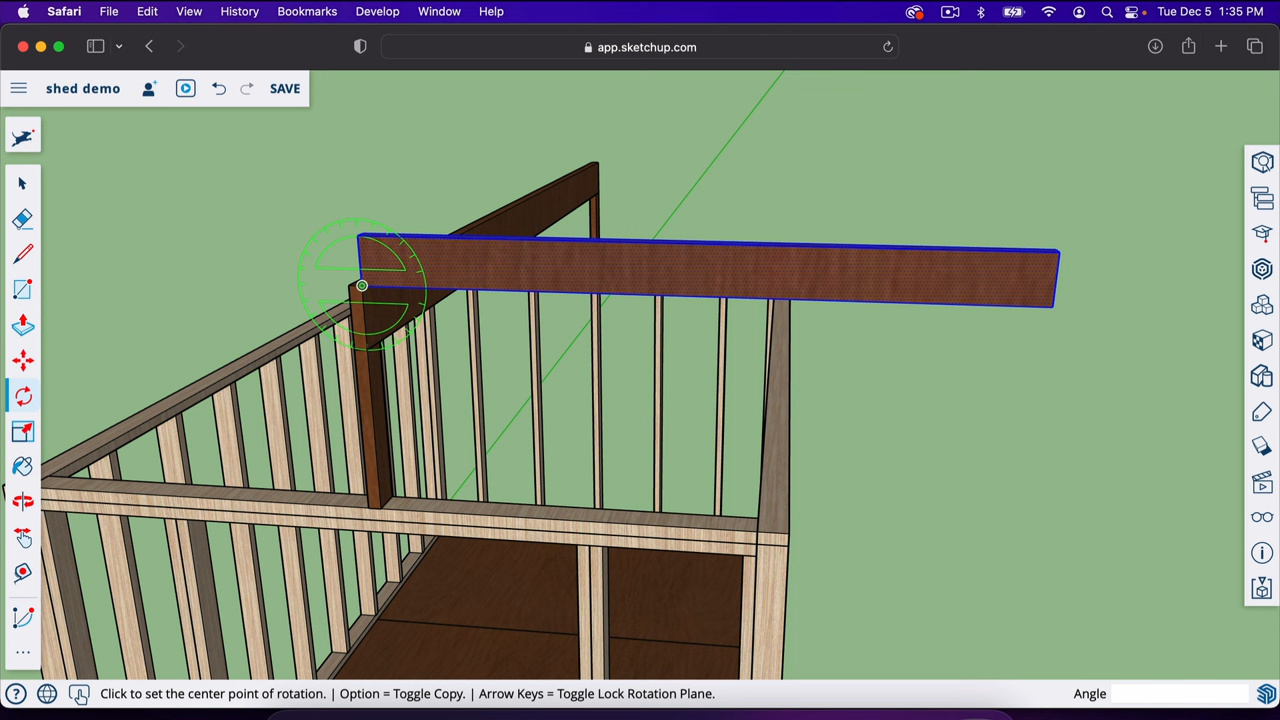 Safari File Edit View History Bookmarks Develop Window Help Tue Dec 5 1:35 PM
app.sketchup.com
shed demo SAVE
Click to set the center point of rotation. | Option = Toggle Copy. | Arrow Keys = Toggle Lock Rotation Plane. Angle